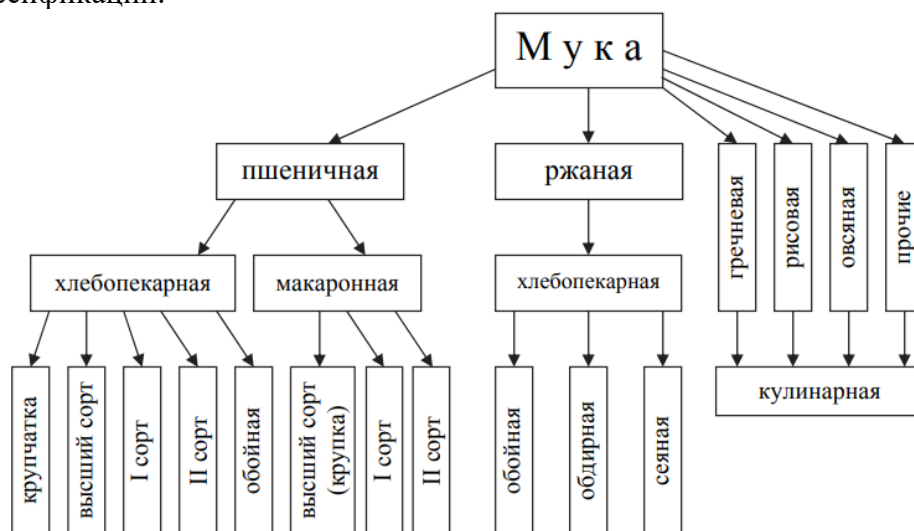 М у к а
пшеничная
ржаная
гречневая
рисовая
овсяная
прочие
хлебопекарная
макаронная
хлебопекарная
крупчатка
высший сорт
I сорт
II сорт
обойная
высший сорт
(крупка)
I сорт
II сорт
обойная
обдирная
сеяная
кулинарная